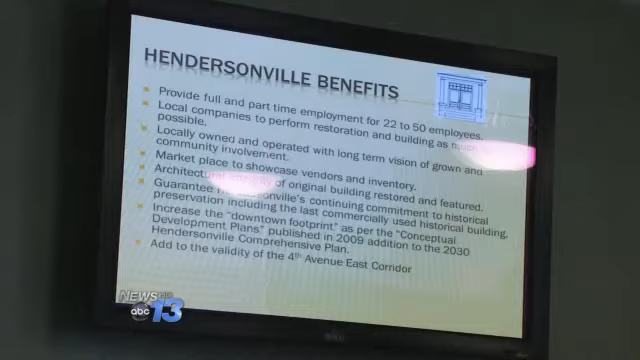 HENDERSONVILLE BENEFITS
Provide full and part time employment for 22 to 50 employees.
Local companies to perform restoration and building as much
possible.
Locally owned and operated with long term vision of grown and
community involvement.
Market place to showcase vendors and inventory.
Architectural of original building restored and featured.
Guarantee continuing commitment to historical
preservation including the last commercially used historical building,
Increase the "downtown footprint" as per the "Conceptual
Development Plans" published in 2009 addition to the 2030
Hendersonville Comprehensive Plan.
Add to the validity of the 4th Avenue East Corridor
NEWS
abc 13